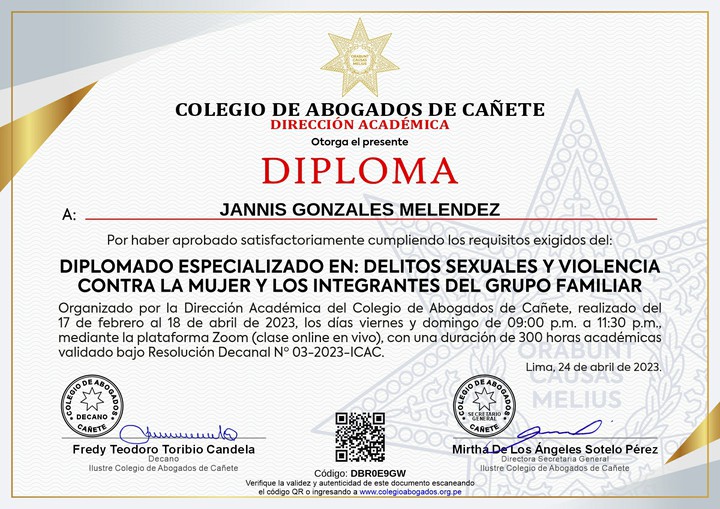 ORABUNT
CAUSAS
MELIUS
COLEGIO DE ABOGADOS DE CAÑETE
DIRECCIÓN ACADÉMICA
Otorga el presente
DIPLOMA
A: JANNIS GONZALES MELENDEZ
Por haber aprobado satisfactoriamente cumpliendo los requisitos exigidos del:
DIPLOMADO ESPECIALIZADO EN: DELITOS SEXUALES Y VIOLENCIA
CONTRA LA MUJER Y LOS INTEGRANTES DEL GRUPO FAMILIAR
Organizado por la Dirección Académica del Colegio de Abogados de Cañete, realizado del
17 de febrero al 18 de abril de 2023, los días viernes y domingo de 09:00 p.m. a 11:30 p.m.,
mediante la plataforma Zoom (clase online en vivo), con una duración de 300 horas académicas
validado bajo Resolución Decanal N° 03-2023-ICAC.
ORABUNT
CAUSAS
MELIUS
Lima, 24 de abril de 2023.
COLEGIO DE ABOGADOS
DECANO
CAÑETE
COLEGIO DE ABOGADOS
SECRETARIO
GENERAL
CAÑETE
Fredy Teodoro Toribio Candela
Decano
Ilustre Colegio de Abogados de Cañete
Mirtha De Los Ángeles Sotelo Pérez
Directora Secretaria General
Ilustre Colegio de Abogados de Cañete
Código: DBR0E9GW
Verifique la validez y autenticidad de este documento escaneando
el código QR o ingresando a www.colegioabogados.org.pe